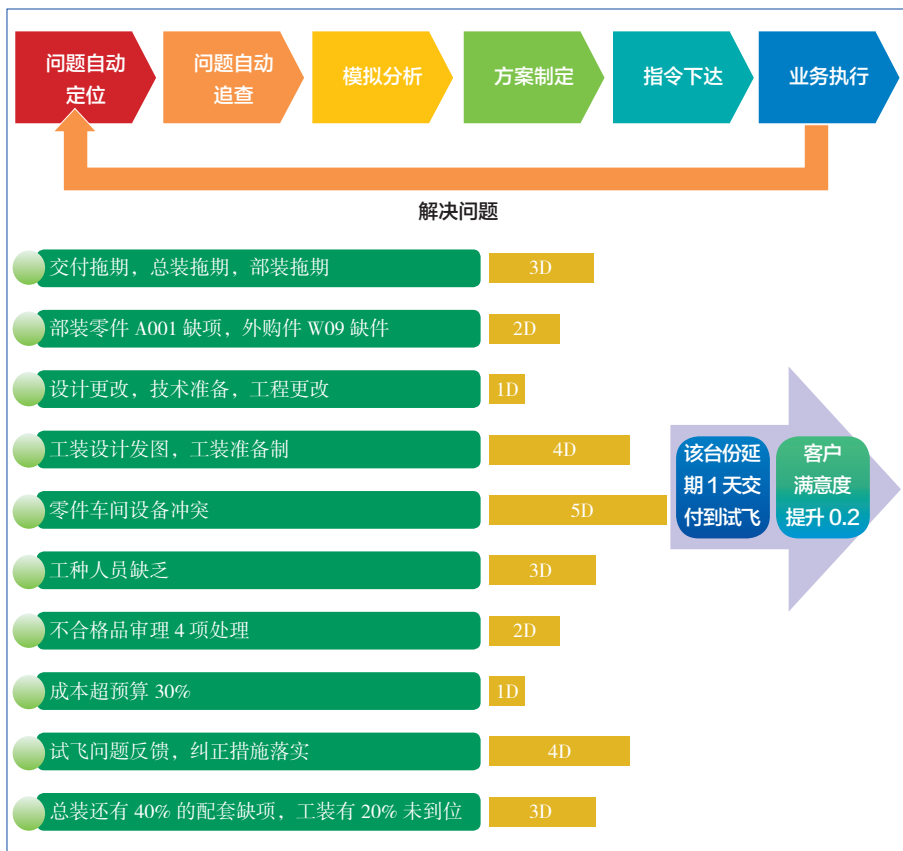 问题自动
定位
问题自动
追查
模拟分析
方案制定
指令下达
业务执行
解决问题
交付拖期，总装拖期，部装拖期
3D
部装零件 A001 缺项，外购件 W09 缺件
2D
设计更改，技术准备，工程更改
1D
工装设计发图，工装准备制
4D
零件车间设备冲突
5D
工种人员缺乏
3D
不合格品审理 4 项处理
2D
成本超预算 30%
1D
试飞问题反馈，纠正措施落实
4D
总装还有 40% 的配套缺项，工装有 20% 未到位
3D
该台份延
期 1 天交
付到试飞
客户
满意度
提升 0.2